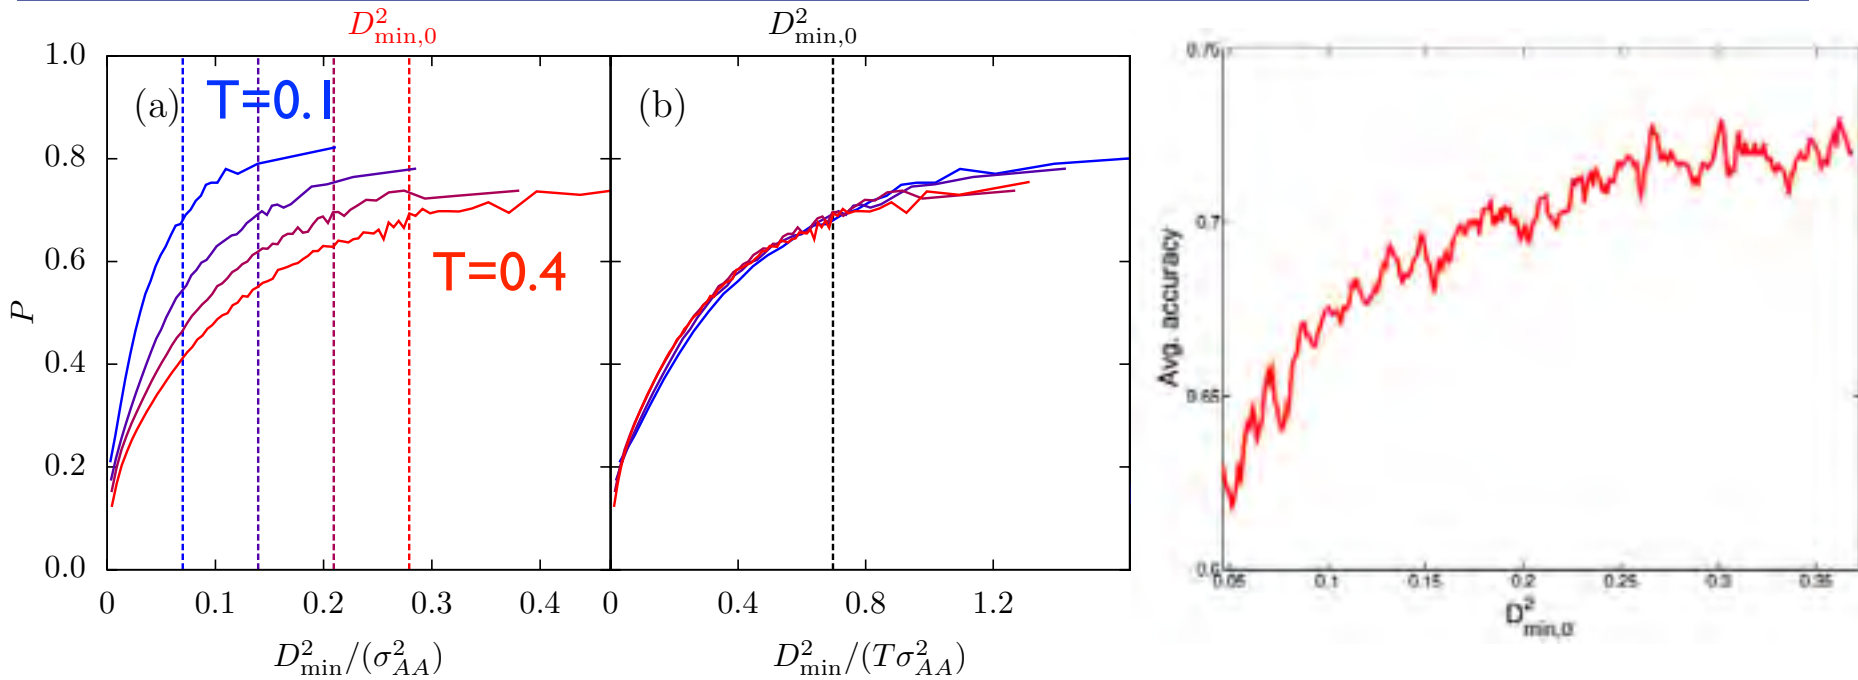 D²min,0
D²min,0
(a)
T=0.1
(b)
T=0.4
P
1.0
0.8
0.6
0.4
0.2
0.0
0 0.1 0.2 0.3 0.4
0 0.4 0.8 1.2
D²min/(σ²AA)
D²min/(Tσ²AA)
Avg. accuracy
0.75
0.7
0.65
0.6
0.05 0.1 0.15 0.2 0.25 0.3 0.35
D²min,0